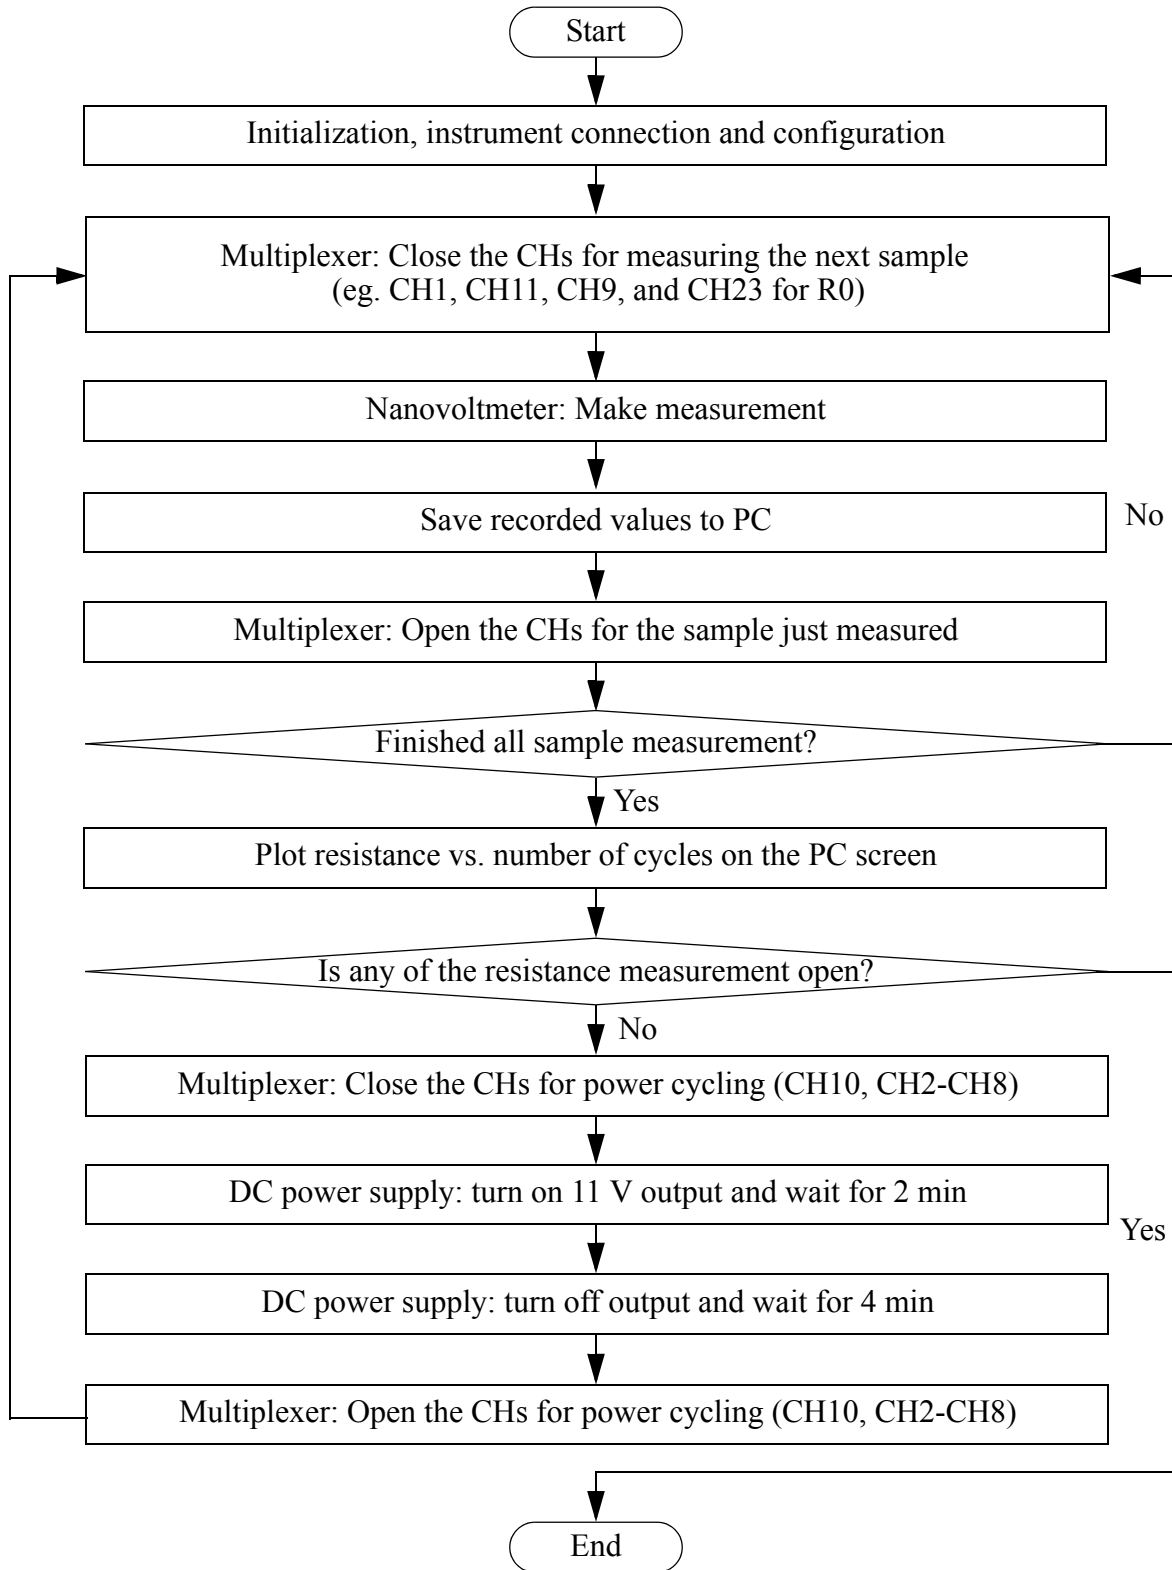 Start
Initialization, instrument connection and configuration
Multiplexer: Close the CHs for measuring the next sample
(eg. CH1, CH11, CH9, and CH23 for R0)
Nanovoltmeter: Make measurement
Save recorded values to PC
No
Multiplexer: Open the CHs for the sample just measured
Finished all sample measurement?
Yes
Plot resistance vs. number of cycles on the PC screen
Is any of the resistance measurement open?
No
Multiplexer: Close the CHs for power cycling (CH10, CH2-CH8)
DC power supply: turn on 11 V output and wait for 2 min
Yes
DC power supply: turn off output and wait for 4 min
Multiplexer: Open the CHs for power cycling (CH10, CH2-CH8)
End